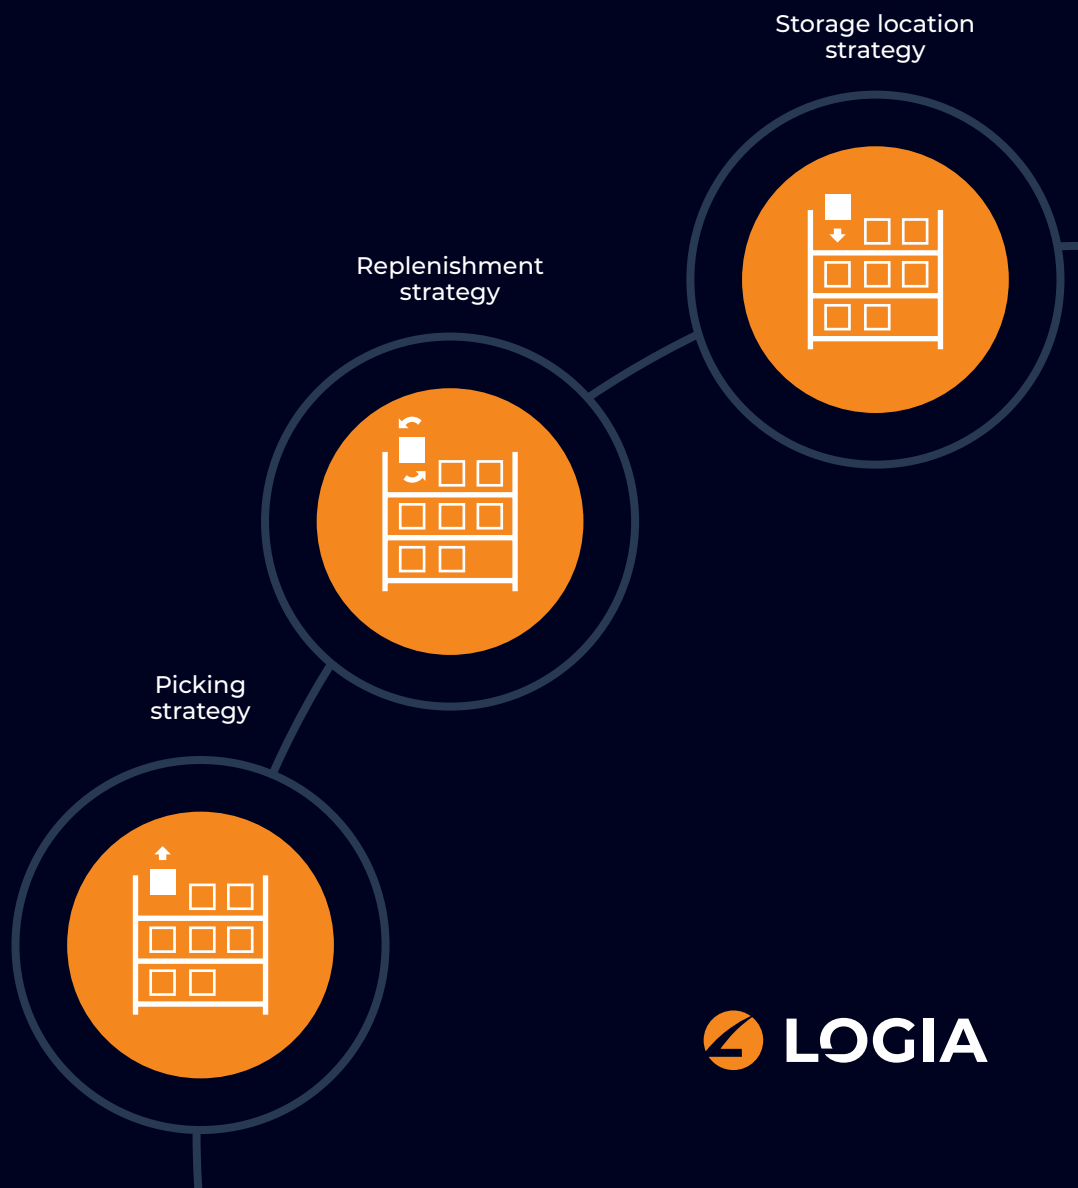 Storage location
strategy
Replenishment
strategy
Picking
strategy
LOGIA